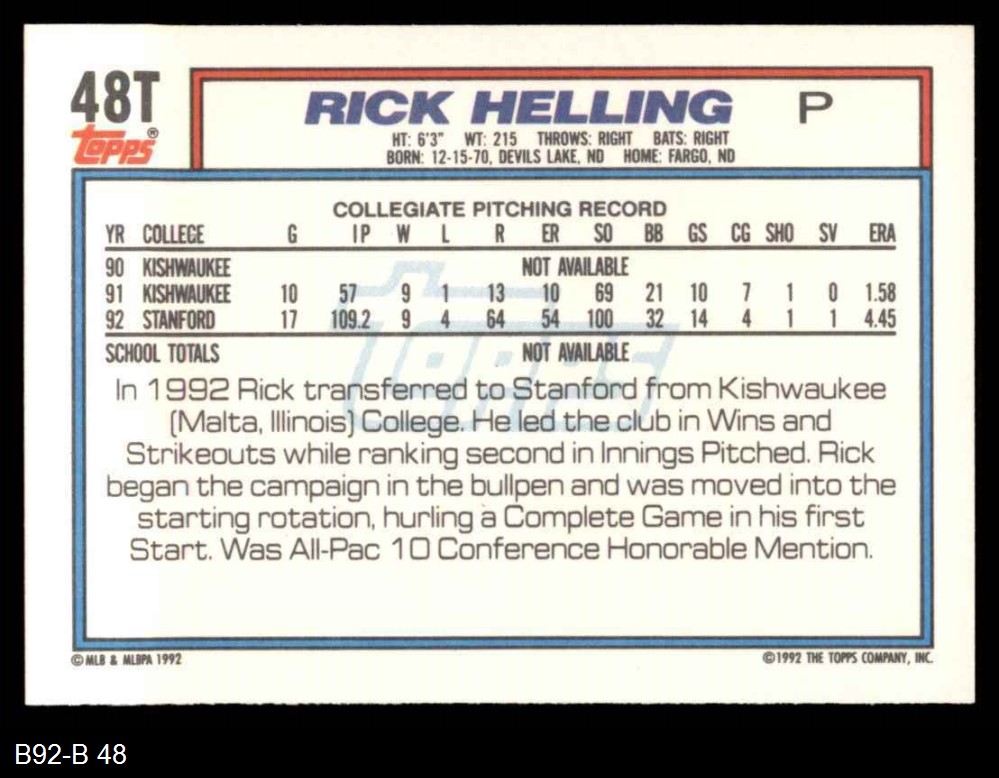 48T
Topps®
RICK HELLING P
HT: 6'3" WT: 215 THROWS: RIGHT BATS: RIGHT
BORN: 12-15-70, DEVILS LAKE, ND HOME: FARGO, ND
COLLEGIATE PITCHING RECORD
YR COLLEGE G IP W L R ER SO BB GS CG SHO SV ERA
90 KISHWAUKEE NOT AVAILABLE
91 KISHWAUKEE 10 57 9 1 13 10 69 21 10 7 1 0 1.58
92 STANFORD 17 109.2 9 4 64 54 100 32 14 4 1 1 4.45
SCHOOL TOTALS NOT AVAILABLE
TOPPS
In 1992 Rick transferred to Stanford from Kishwaukee
(Malta, Illinois) College. He led the club in Wins and
Strikeouts while ranking second in Innings Pitched. Rick
began the campaign in the bullpen and was moved into the
starting rotation, hurling a Complete Game in his first
Start. Was All-Pac 10 Conference Honorable Mention.
© MLB & MLBPA 1992
©1992 THE TOPPS COMPANY, INC.
B92-B 48